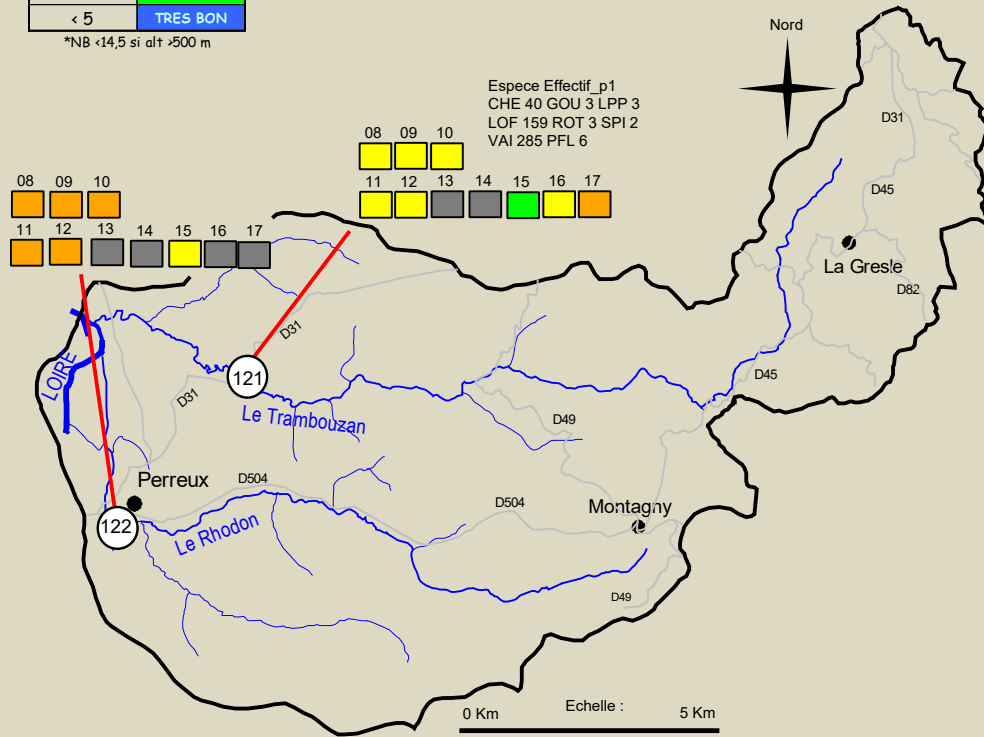 < 5 TRES BON
*NB <14,5 si alt >500 m
Nord
Espece Effectif_p1
CHE 40 GOU 3 LPP 3
LOF 159 ROT 3 SPI 2
VAI 285 PFL 6
08 09 10
11 12 13 14 15 16 17
08 09 10
11 12 13 14 15 16 17
D31
D45
La Gresle
D82
D31
LOIRE
121
D45
D31
Le Trambouzan
D49
Perreux
D504
D504
Montagny
122
Le Rhodon
D49
0 Km Echelle : 5 Km